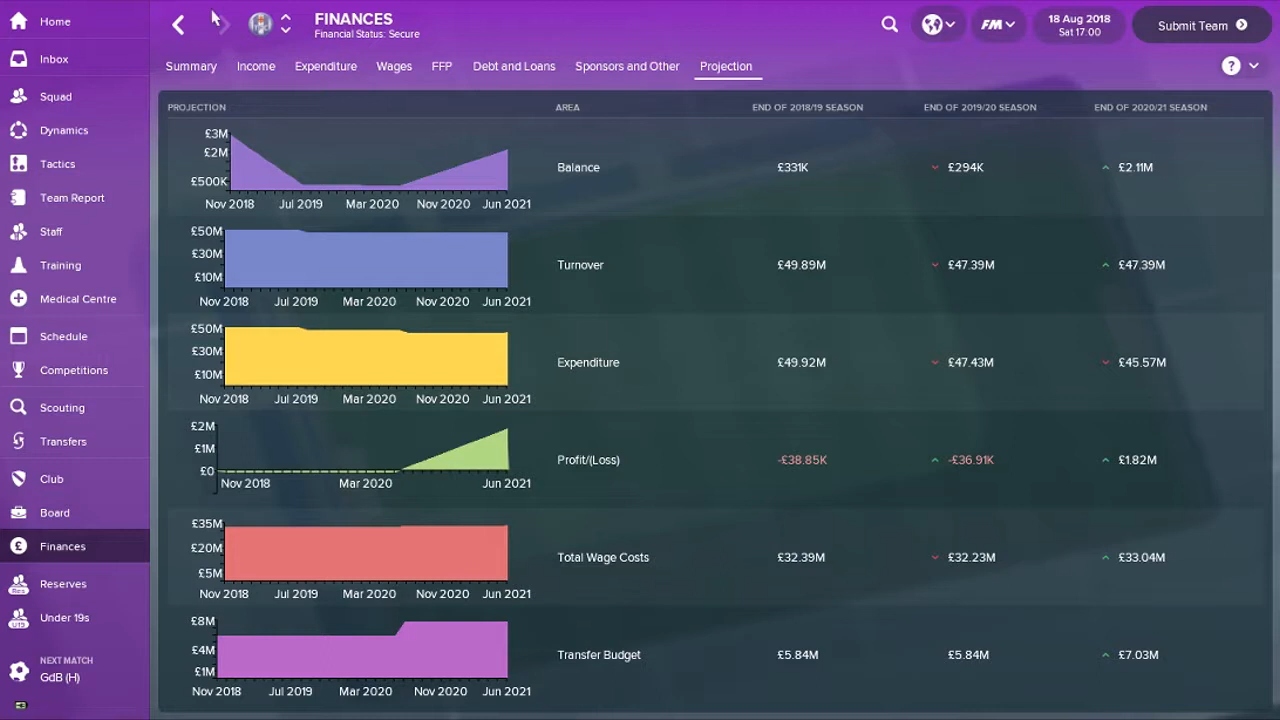 Home
Inbox
Squad
Dynamics
Tactics
Team Report
Staff
Training
Medical Centre
Schedule
Competitions
Scouting
Transfers
Club
Board
Finances
Reserves
Under 19s
NEXT MATCH
GdB (H)
FINANCES
Financial Status: Secure
FM
18 Aug 2018
Sat 17:00
Submit Team
Summary Income Expenditure Wages FFP Debt and Loans Sponsors and Other Projection
?
PROJECTION AREA END OF 2018/19 SEASON END OF 2019/20 SEASON END OF 2020/21 SEASON
£3M
£2M
£500K
Nov 2018 Jul 2019 Mar 2020 Nov 2020 Jun 2021
Balance £331K £294K £2.11M
£50M
£30M
£10M
Nov 2018 Jul 2019 Mar 2020 Nov 2020 Jun 2021
Turnover £49.89M £47.39M £47.39M
£50M
£30M
£10M
Nov 2018 Jul 2019 Mar 2020 Nov 2020 Jun 2021
Expenditure £49.92M £47.43M £45.57M
£2M
£1M
£0
Nov 2018 Mar 2020 Jun 2021
Profit/(Loss) -£38.85K -£36.91K £1.82M
£35M
£20M
£5M
Nov 2018 Jul 2019 Mar 2020 Nov 2020 Jun 2021
Total Wage Costs £32.39M £32.23M £33.04M
£8M
£4M
£1M
Nov 2018 Jul 2019 Mar 2020 Nov 2020 Jun 2021
Transfer Budget £5.84M £5.84M £7.03M